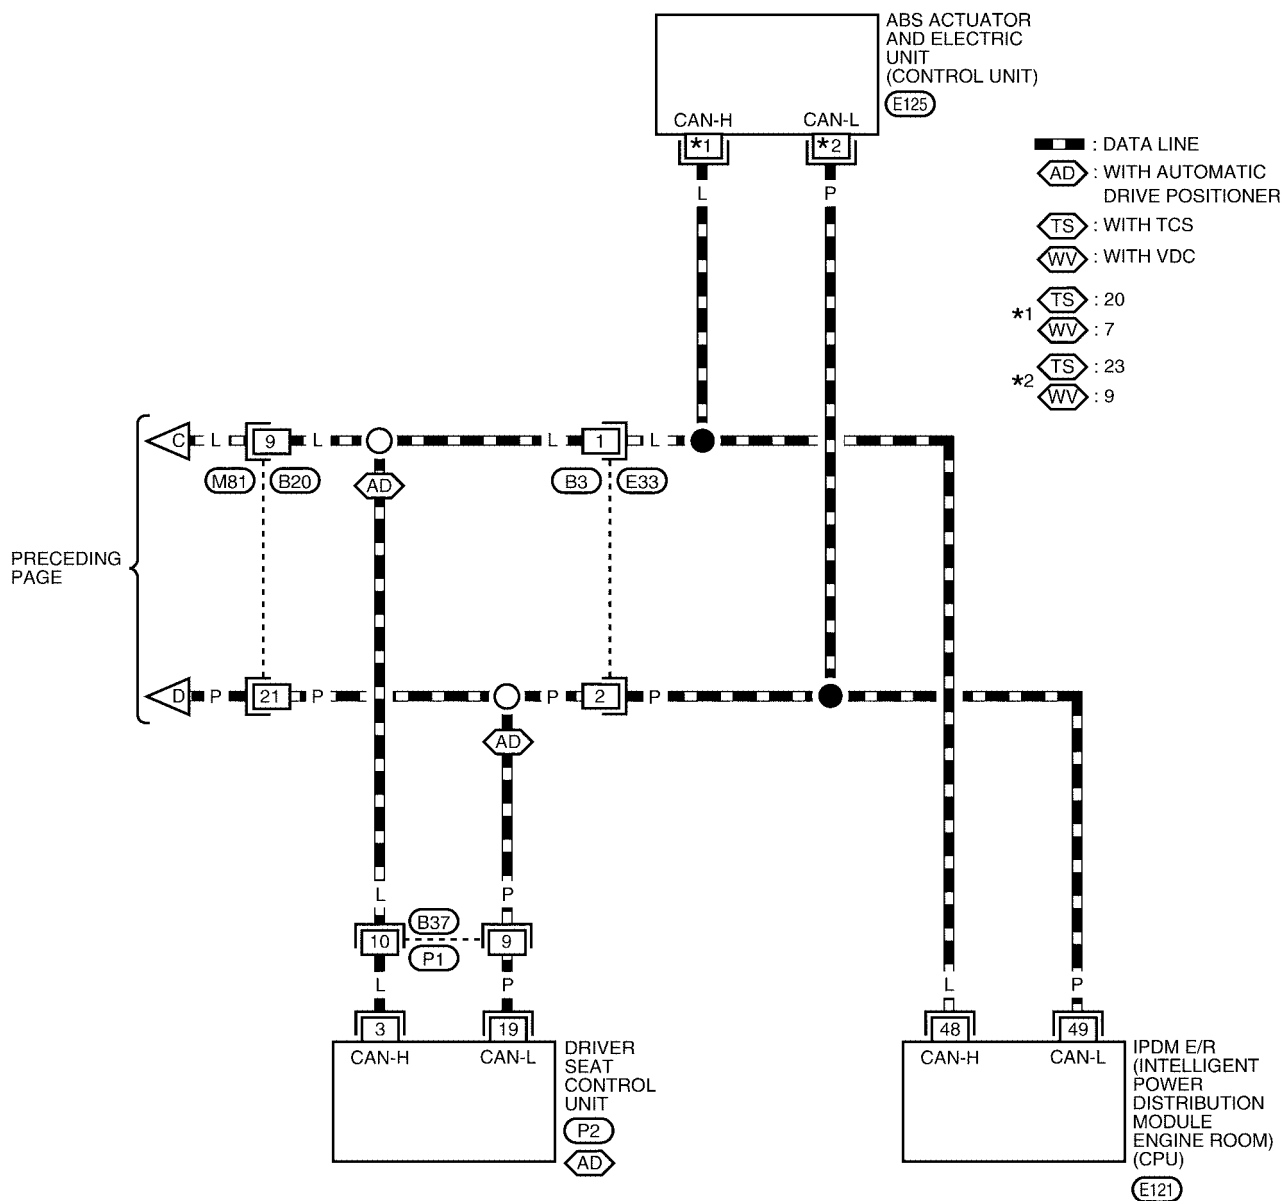 ABS ACTUATOR
AND ELECTRIC
UNIT
(CONTROL UNIT)
E125
CAN-H CAN-L
*1 *2
L P
: DATA LINE
AD : WITH AUTOMATIC
DRIVE POSITIONER
TS : WITH TCS
WV : WITH VDC
*1
TS : 20
WV : 7
*2
TS : 23
WV : 9
C L 9 L L 1 L
M81 B20 AD B3 E33
PRECEDING
PAGE
D P 21 P P 2 P
AD
L P
10 B37 9
P1
L P L P
3 19 48 49
CAN-H CAN-L
DRIVER
SEAT
CONTROL
UNIT
P2
AD
CAN-H CAN-L
IPDM E/R
(INTELLIGENT
POWER
DISTRIBUTION
MODULE
ENGINE ROOM)
(CPU)
E121